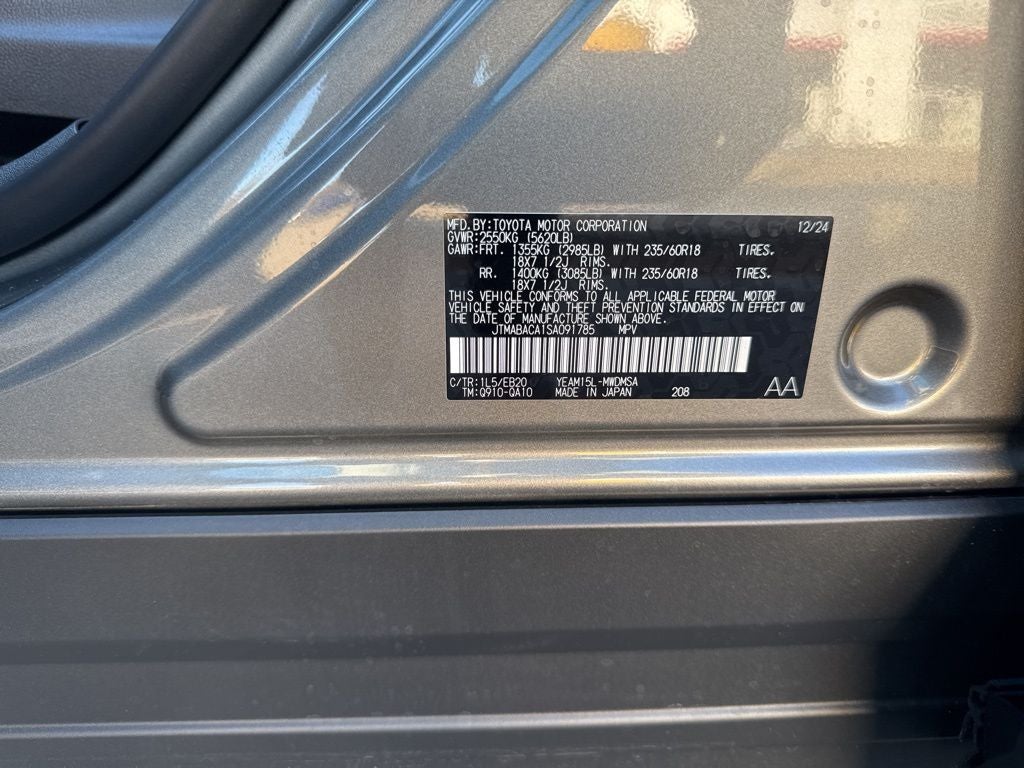 MFD.BY:TOYOTA MOTOR CORPORATION 12/24
GVWR:2550KG (5620LB)
GAWR:FRT. 1355KG (2985LB) WITH 235/60R18 TIRES.
18X7 1/2J RIMS.
RR. 1400KG (3085LB) WITH 235/60R18 TIRES.
18X7 1/2J RIMS.
THIS VEHICLE CONFORMS TO ALL APPLICABLE FEDERAL MOTOR
VEHICLE SAFETY AND THEFT PREVENTION STANDARDS IN EFFECT ON
THE DATE OF MANUFACTURE SHOWN ABOVE.
JTMABACA1SA091785 MPV
C/TR:1L5/EB20 YEAM15L-MWDMSA
TM:Q910-QA10 MADE IN JAPAN 208 AA